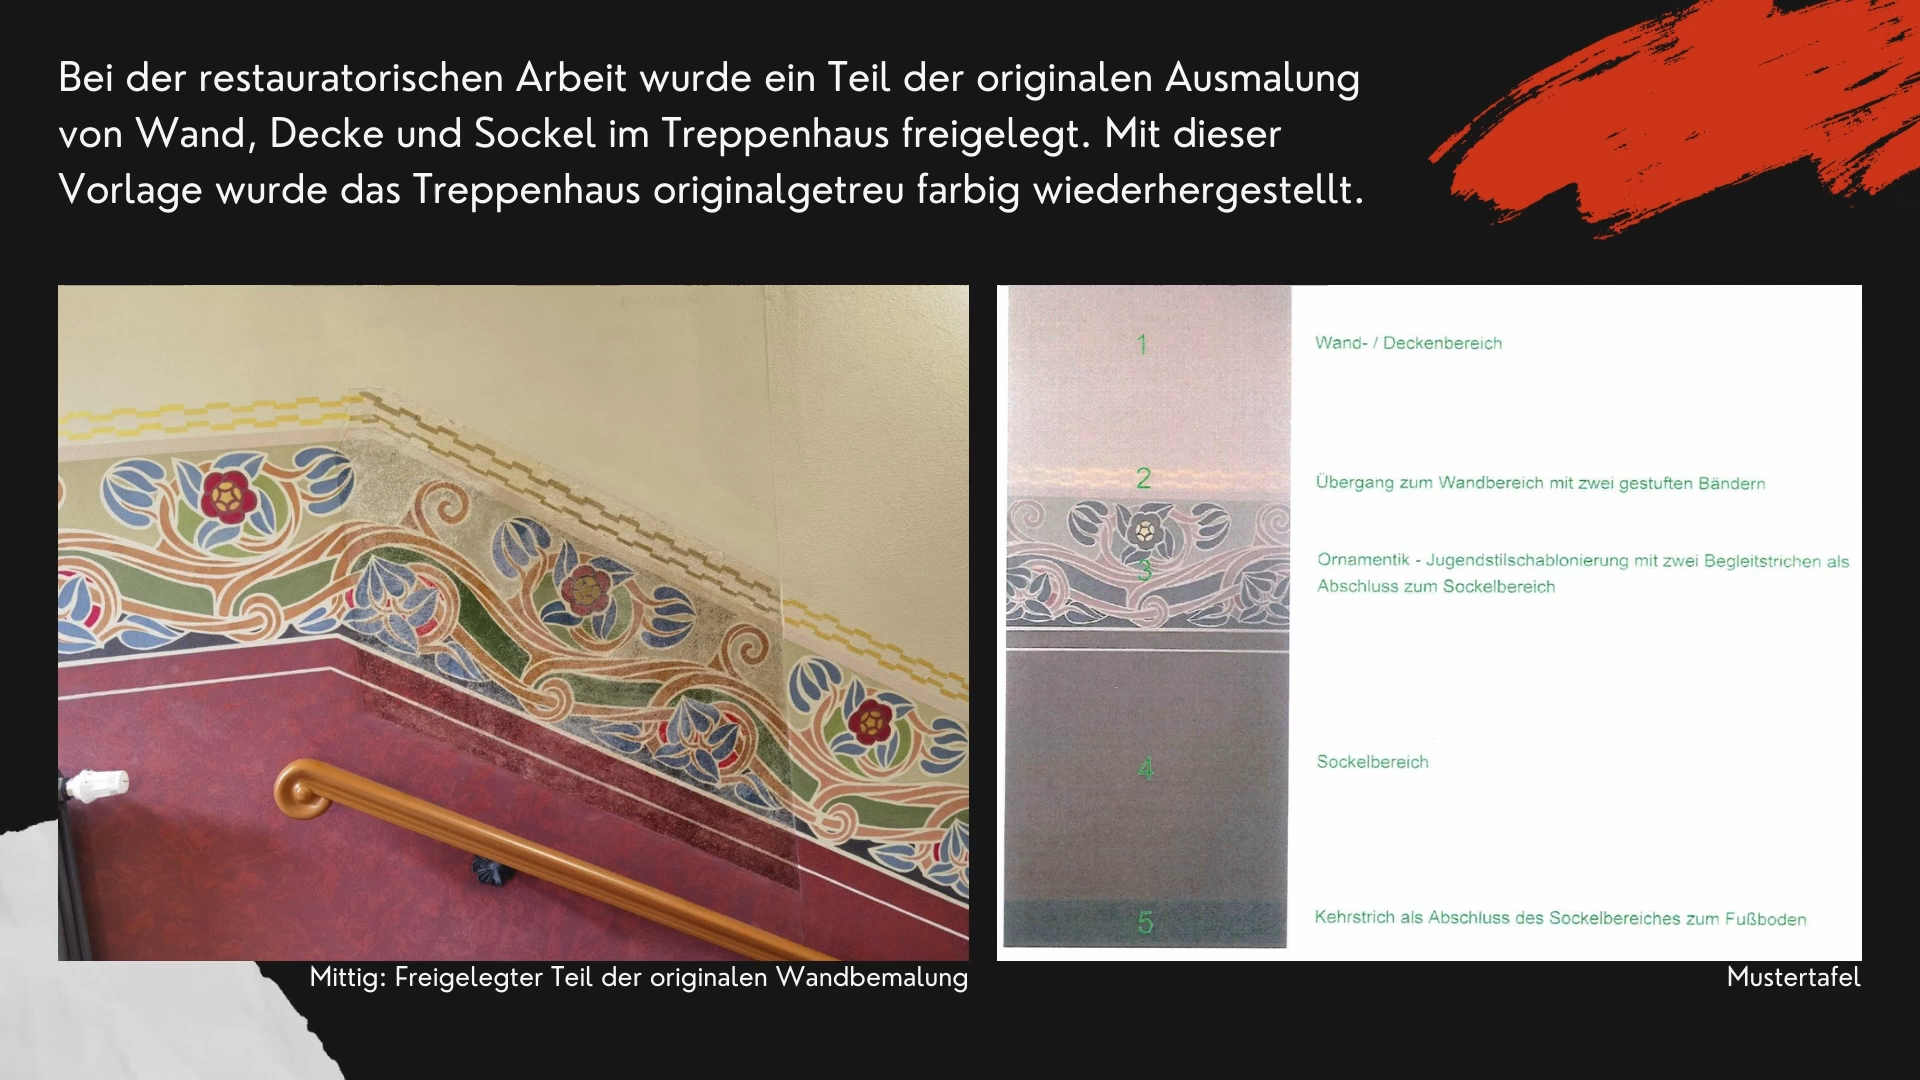 Bei der restauratorischen Arbeit wurde ein Teil der originalen Ausmalung
von Wand, Decke und Sockel im Treppenhaus freigelegt. Mit dieser
Vorlage wurde das Treppenhaus originalgetreu farbig wiederhergestellt.
1 Wand- / Deckenbereich
2 Übergang zum Wandbereich mit zwei gestuften Bändern
3 Ornamentik - Jugendstilschablonierung mit zwei Begleitstrichen als
Abschluss zum Sockelbereich
4 Sockelbereich
5 Kehrstrich als Abschluss des Sockelbereiches zum Fußboden
Mittig: Freigelegter Teil der originalen Wandbemalung
Mustertafel